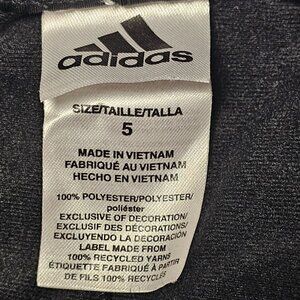 adidas
SIZE/TAILLE/TALLA
5
MADE IN VIETNAM
FABRIQUÉ AU VIETNAM
HECHO EN VIETNAM
100% POLYESTER/POLYESTER/
poliéster
EXCLUSIVE OF DECORATION/
EXCLUSIF DES DÉCORATIONS/
EXCLUYENDO LA DECORACIÓN
LABEL MADE FROM
100% RECYCLED YARNS
ÉTIQUETTE FABRIQUÉ À PARTIR
DE FILS 100% RECYCLÉS